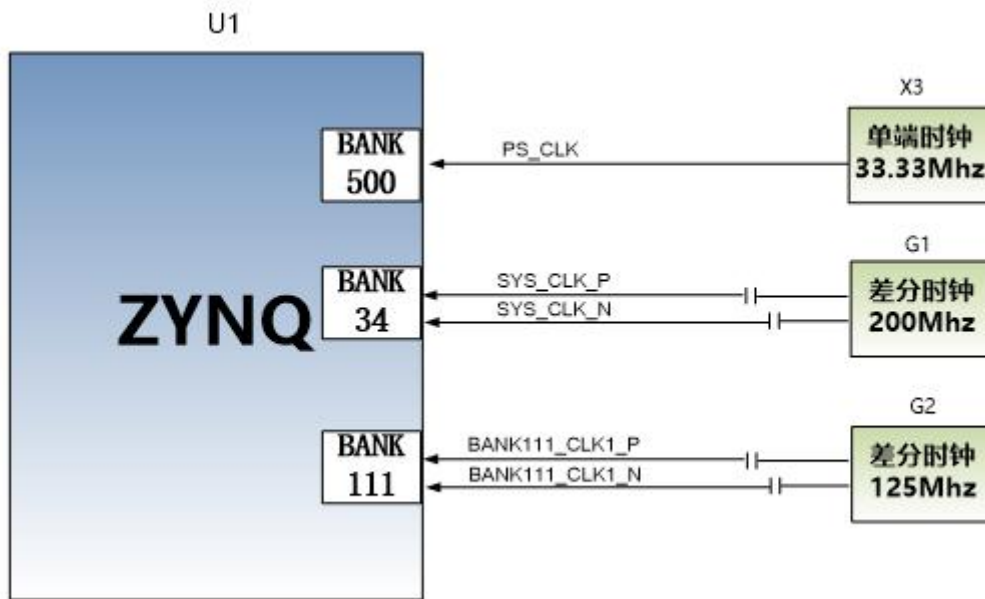 U1
X3
BANK
500
PS_CLK
单端时钟
33.33Mhz
G1
ZYNQ
BANK
34
SYS_CLK_P
SYS_CLK_N
差分时钟
200Mhz
G2
BANK
111
BANK111_CLK1_P
BANK111_CLK1_N
差分时钟
125Mhz